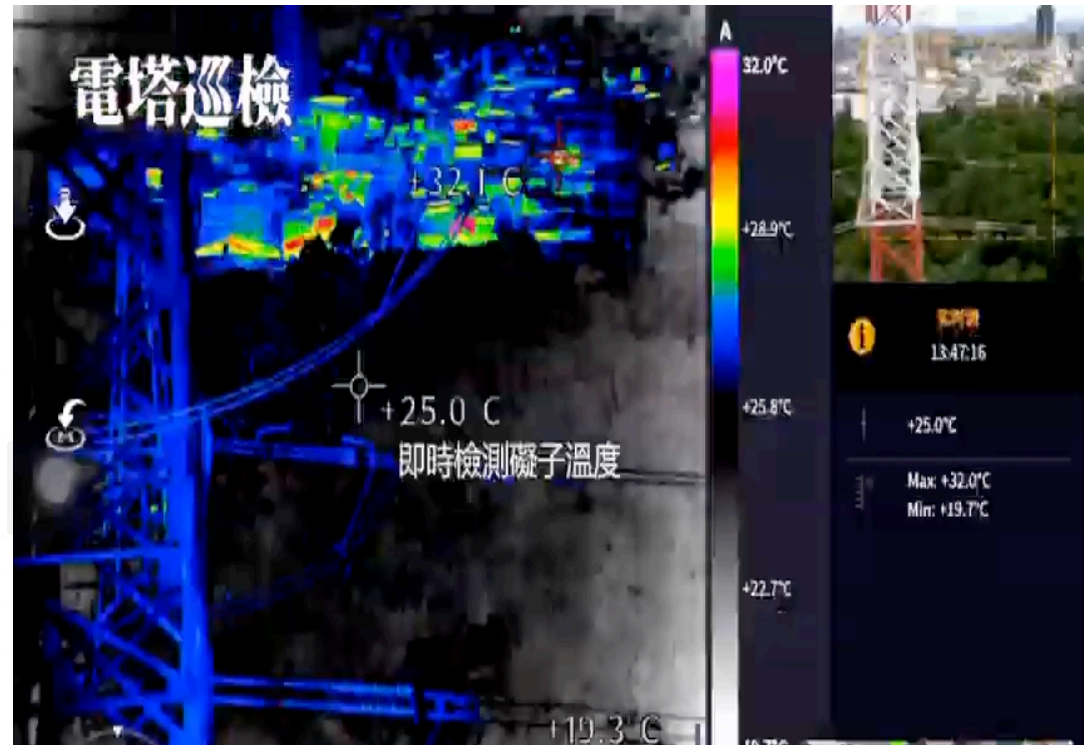 電塔巡檢
+32.1 C
+25.0 C
即時檢測礙子溫度
+19.3 C
A
32.0°C
+28.9°C
+25.8°C
+22.7°C
13:47:16
+25.0°C
Max: +32.0°C
Min: +19.7°C